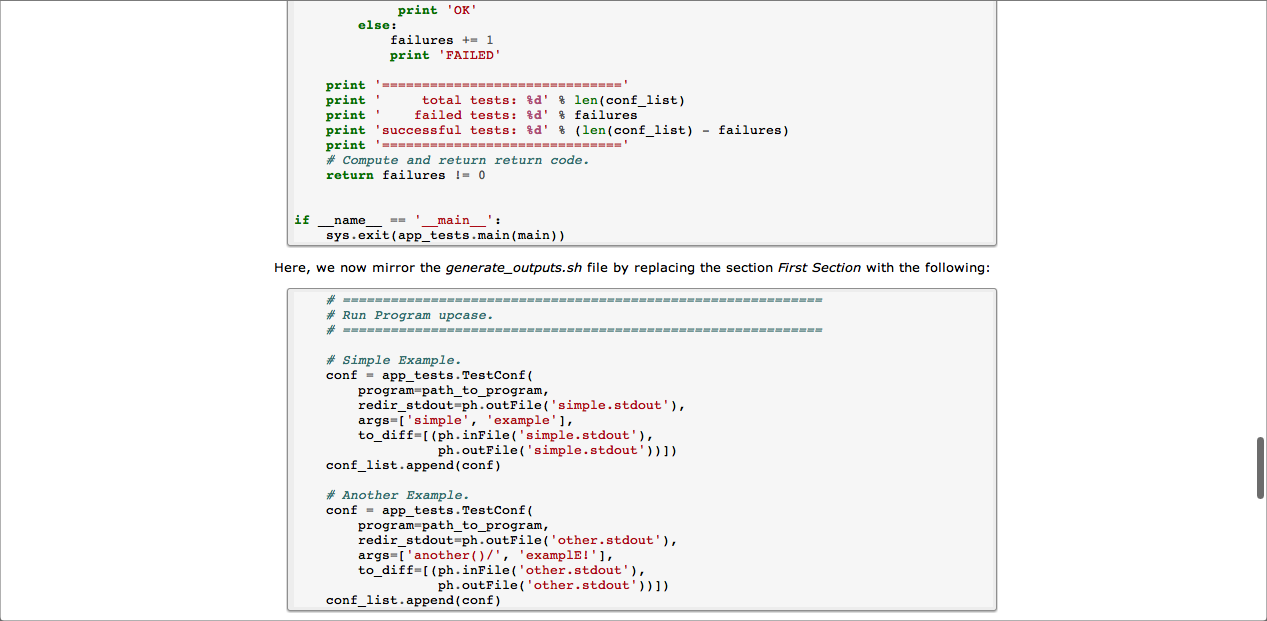 print 'OK'
        else:
            failures += 1
            print 'FAILED'
    print '=============================='
    print '     total tests: %d' % len(conf_list)
    print '    failed tests: %d' % failures
    print 'successful tests: %d' % (len(conf_list) - failures)
    print '=============================='
    # Compute and return return code.
    return failures != 0
if __name__ == '__main__':
    sys.exit(app_tests.main(main))
Here, we now mirror the generate_outputs.sh file by replacing the section First Section with the following:
    # ============================================================
    # Run Program upcase.
    # ============================================================
    # Simple Example.
    conf = app_tests.TestConf(
        program=path_to_program,
        redir_stdout=ph.outFile('simple.stdout'),
        args=['simple', 'example'],
        to_diff=[(ph.inFile('simple.stdout'),
                  ph.outFile('simple.stdout'))])
    conf_list.append(conf)
    # Another Example.
    conf = app_tests.TestConf(
        program=path_to_program,
        redir_stdout=ph.outFile('other.stdout'),
        args=['another()/', 'examplE!'],
        to_diff=[(ph.inFile('other.stdout'),
                  ph.outFile('other.stdout'))])
    conf_list.append(conf)